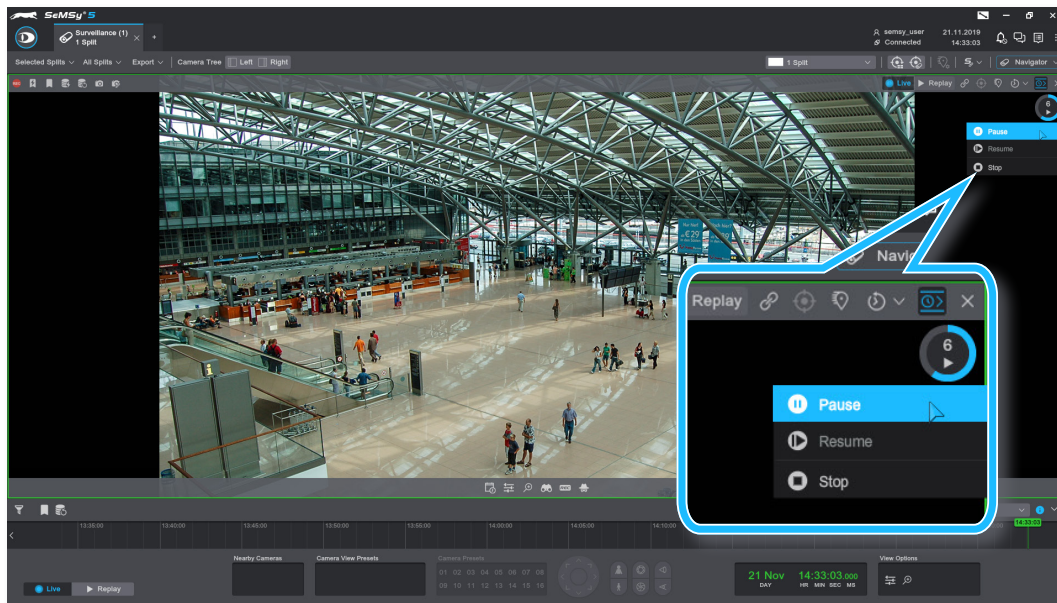 SeMSy®5
Surveillance (1)
1 Split
semsy_user
Connected
21.11.2019
14:33:03
Selected Splits
All Splits
Export
Camera Tree
Left
Right
1 Split
Navigator
REC
Live
Replay
6
Pause
Resume
Stop
€29
Replay
6
Pause
Resume
Stop
13:35:00
13:40:00
13:45:00
13:50:00
13:55:00
14:00:00
14:05:00
14:10:00
14:33:03
Nearby Cameras
Camera View Presets
Camera Presets
View Options
01 02 03 04 05 06 07 08
09 10 11 12 13 14 15 16
21 Nov
14:33:03.000
DAY
HR MIN SEC MS
Live
Replay